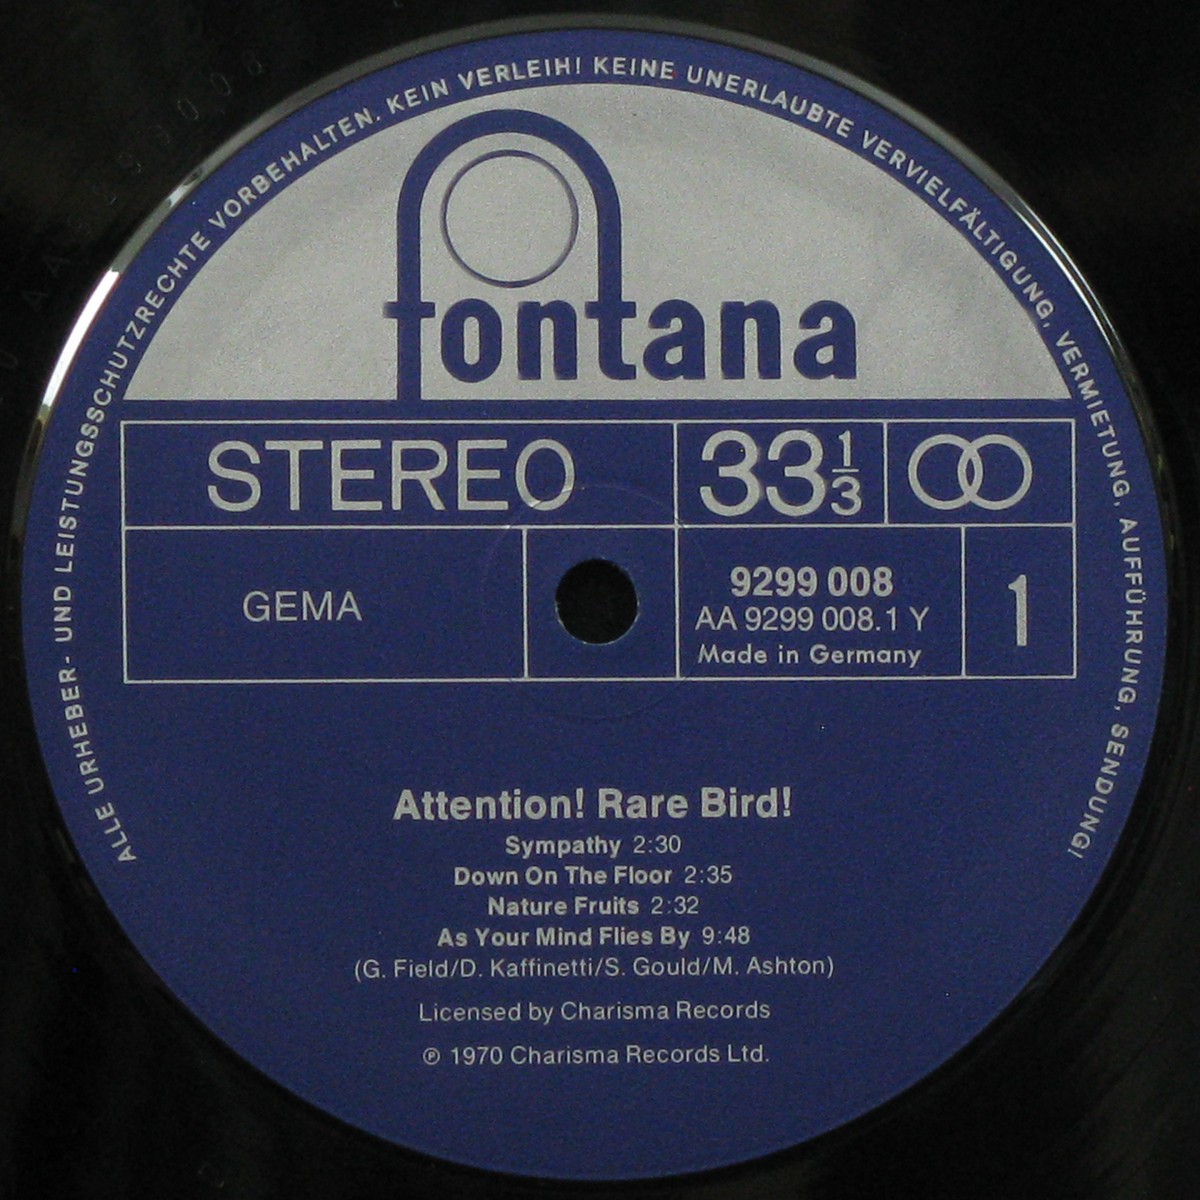 ALLE URHEBER- UND LEISTUNGSSCHUTZRECHTE VORBEHALTEN. KEIN VERLEIH! KEINE UNERLAUBTE VERVIELFÄLTIGUNG, VERMIETUNG, AUFFÜHRUNG, SENDUNG!
fontana
STEREO 33 1/3
GEMA
9299 008
AA 9299 008.1 Y
Made in Germany
1
Attention! Rare Bird!
Sympathy 2:30
Down On The Floor 2:35
Nature Fruits 2:32
As Your Mind Flies By 9:48
(G. Field/D. Kaffinetti/S. Gould/M. Ashton)
Licensed by Charisma Records
℗ 1970 Charisma Records Ltd.